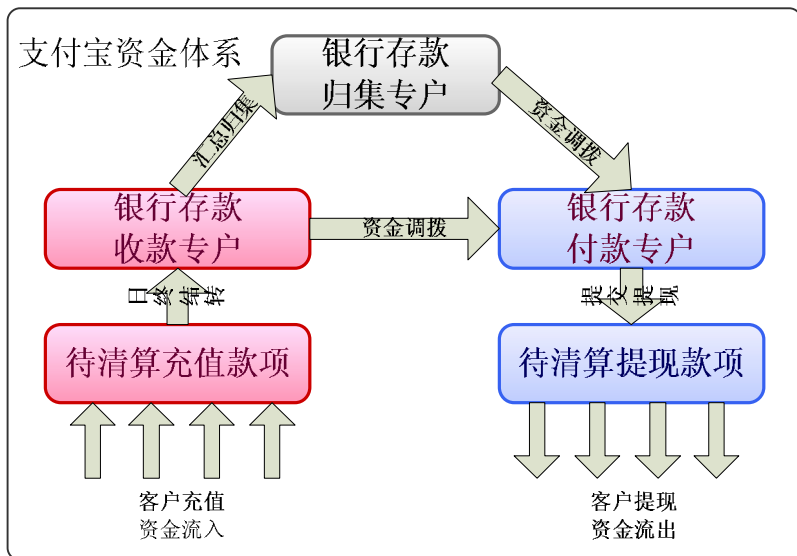 支付宝资金体系
银行存款
归集专户
汇总归集
资金调拨
银行存款
收款专户
资金调拨
银行存款
付款专户
日终结转
提交提现
待清算充值款项
待清算提现款项
客户充值
资金流入
客户提现
资金流出